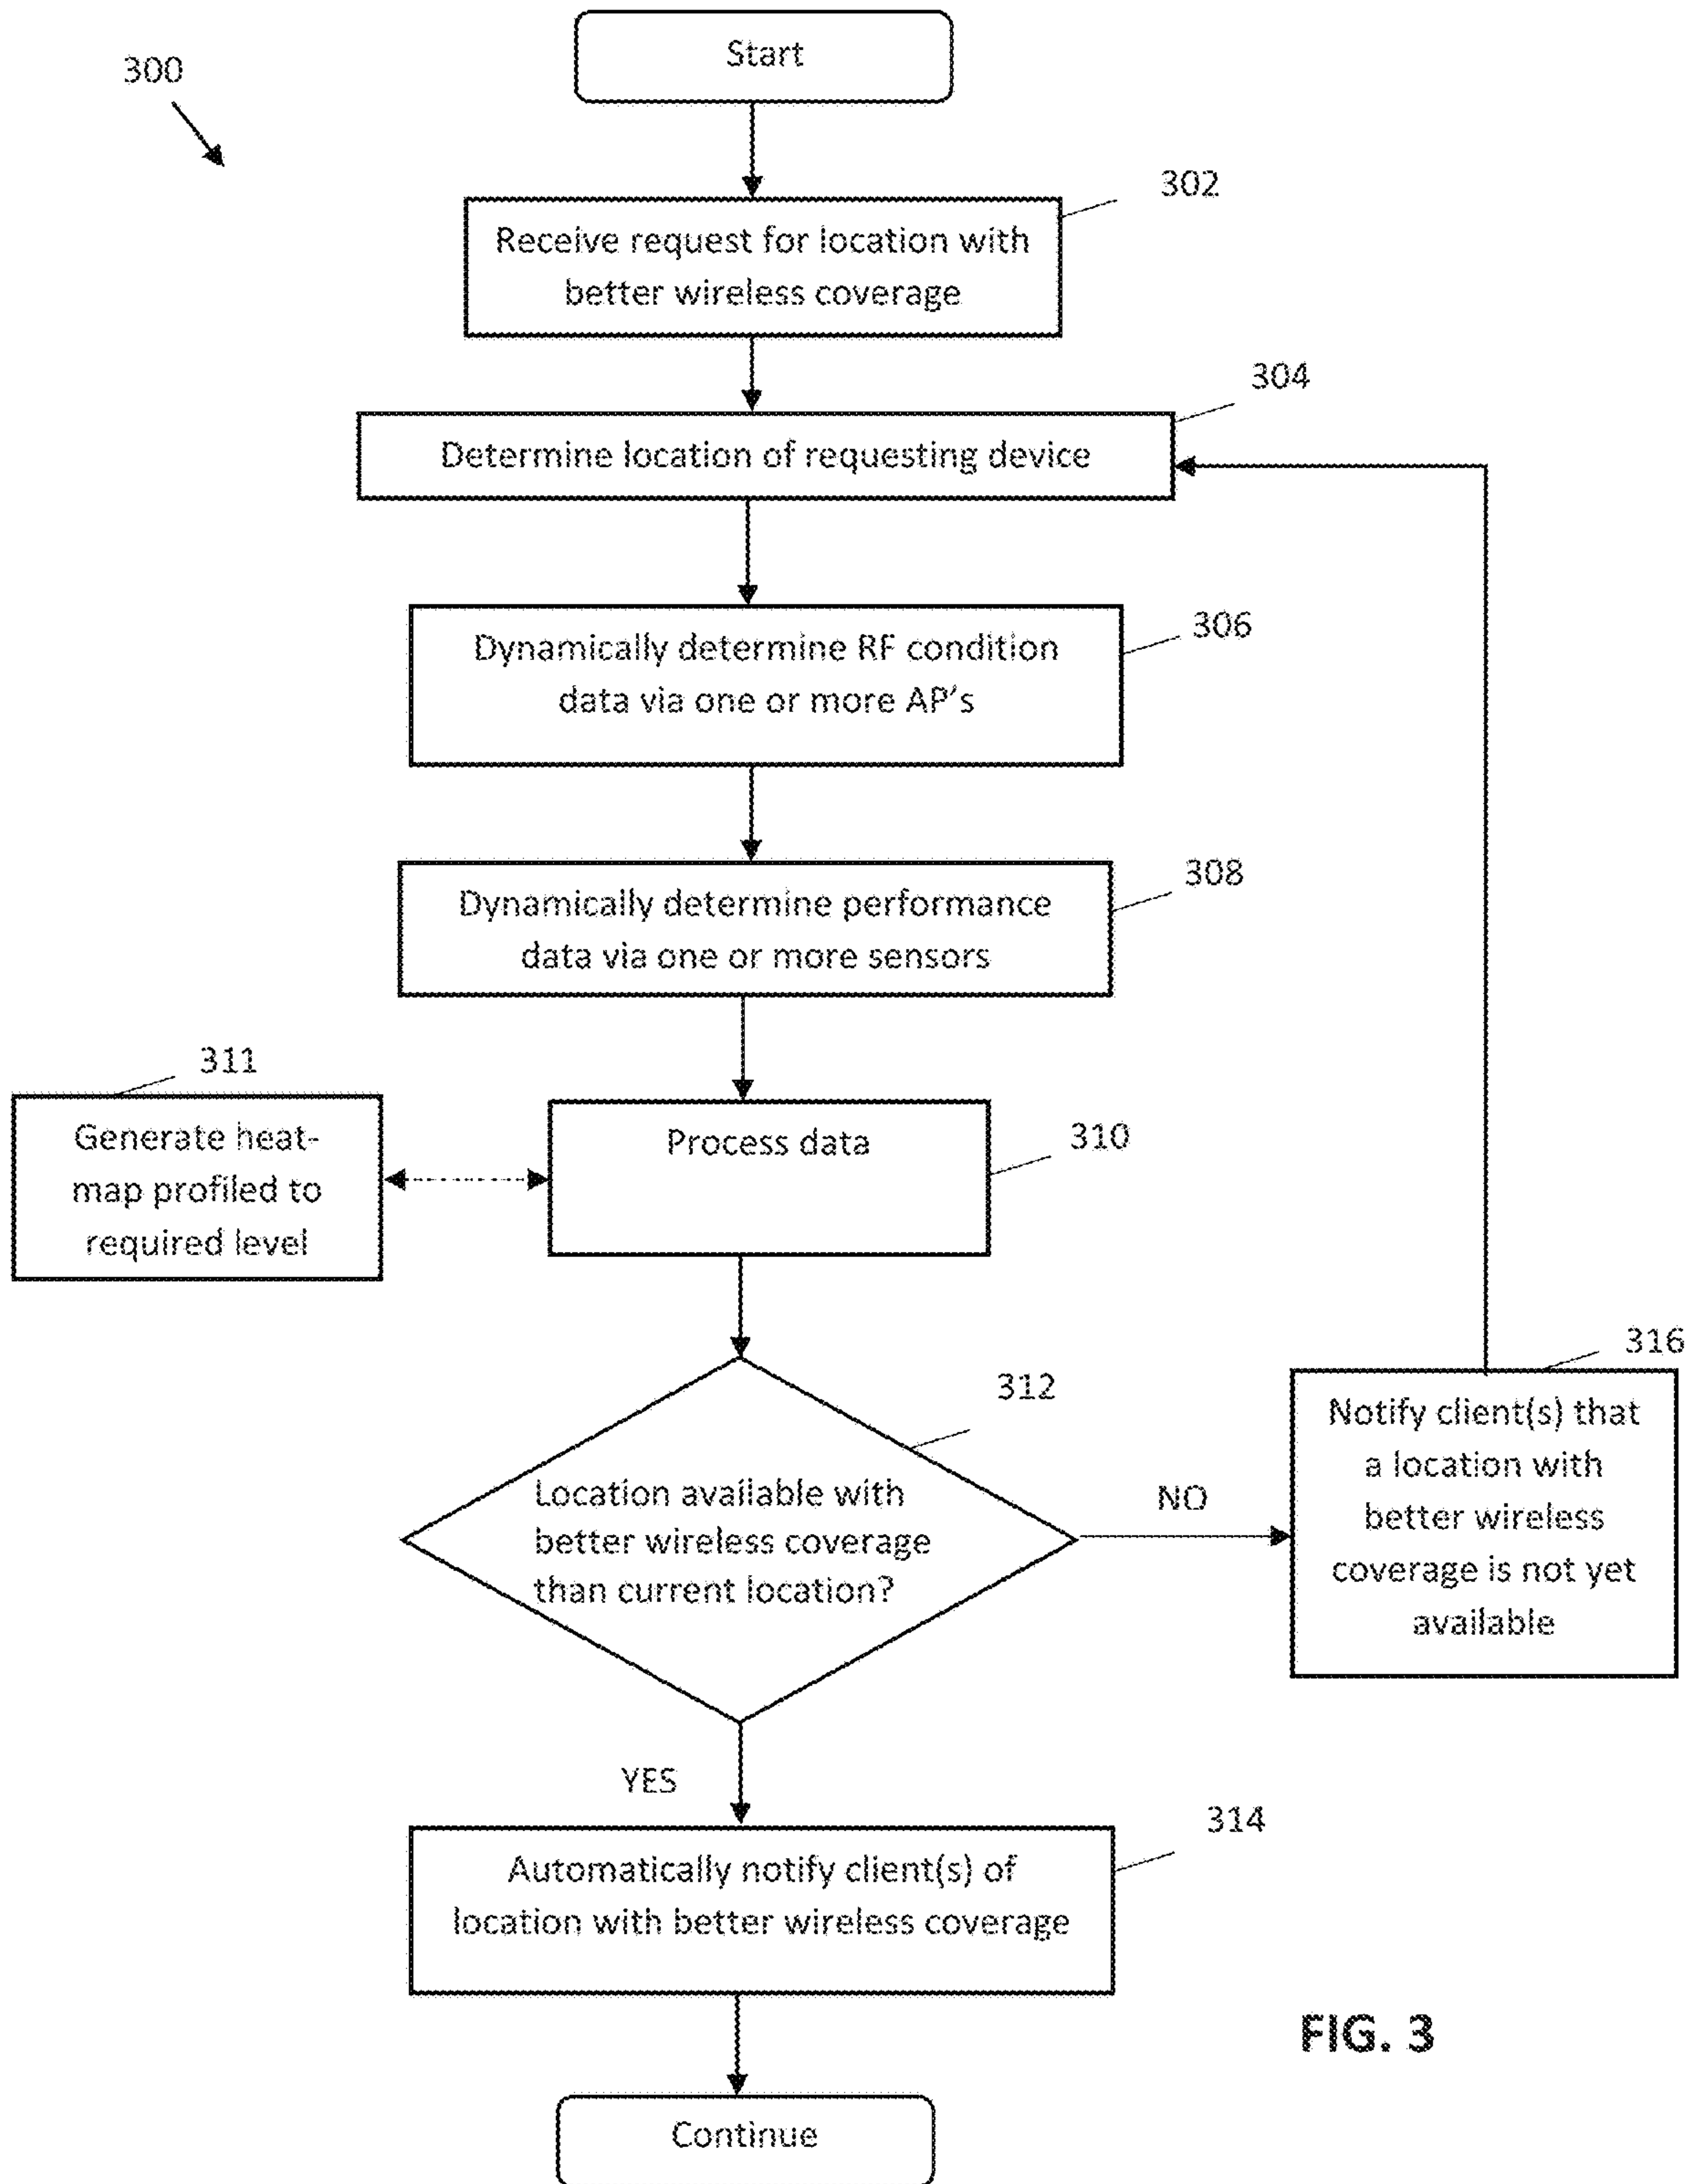 Start
300
302
Receive request for location with
better wireless coverage
304
Determine location of requesting device
306
Dynamically determine RF condition
data via one or more AP's
308
Dynamically determine performance
data via one or more sensors
311
Generate heat-
map profiled to
required level
Process data
310
312
Location available with
better wireless coverage
than current location?
NO
316
Notify client(s) that
a location with
better wireless
coverage is not yet
available
YES
314
Automatically notify client(s) of
location with better wireless coverage
Continue
FIG. 3